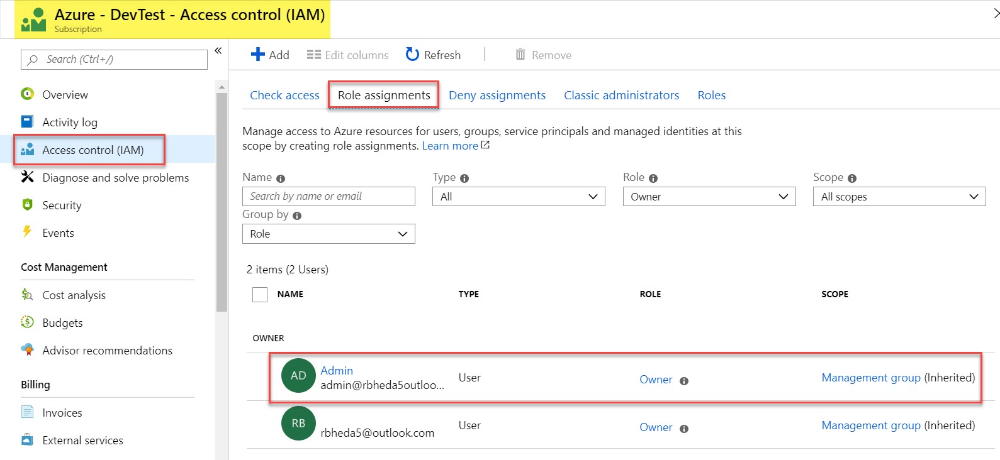 Azure - DevTest - Access control (IAM)
Subscription
Search (Ctrl+/)
Overview
Activity log
Access control (IAM)
Diagnose and solve problems
Security
Events
Cost Management
Cost analysis
Budgets
Advisor recommendations
Billing
Invoices
External services
Add Edit columns Refresh Remove
Check access Role assignments Deny assignments Classic administrators Roles
Manage access to Azure resources for users, groups, service principals and managed identities at this
scope by creating role assignments. Learn more
Name Type Role Scope
Search by name or email All Owner All scopes
Group by
Role
2 items (2 Users)
NAME TYPE ROLE SCOPE
OWNER
AD Admin User Owner Management group (Inherited)
admin@rbheda5outloo...
RB rbheda5@outlook.com User Owner Management group (Inherited)